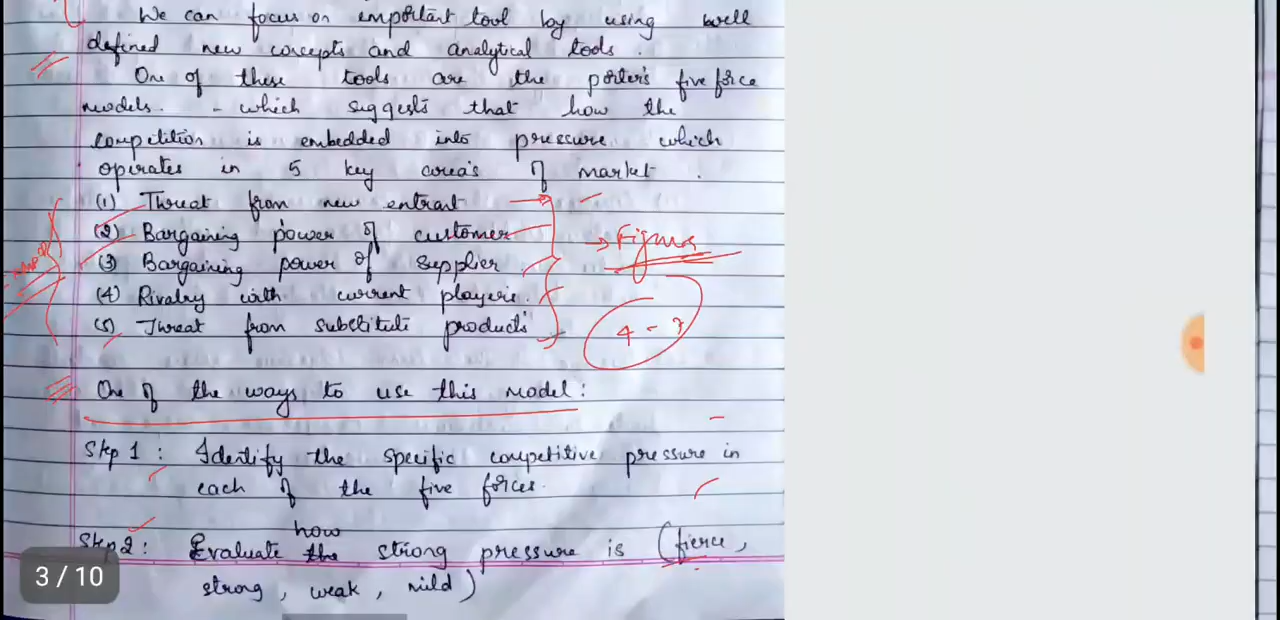 We can focus on important tool by using well
defined new concepts and analytical tools.
One of these tools are the porter's five force
models. - which suggests that how the
competition is embedded into pressure which
operates in 5 key area's of market.
(1) Threat from new entrant
(2) Bargaining power of customer
(3) Bargaining power of supplier
→ Figure
(4) Rivalry with current players.
(5) Threat from substitute products
4 - 3
One of the ways to use this model:
Step 1: Identify the specific competitive pressure in
each of the five forces.
how
Step 2: Evaluate the strong pressure is (fierce,
strong, weak, mild)
3 / 10